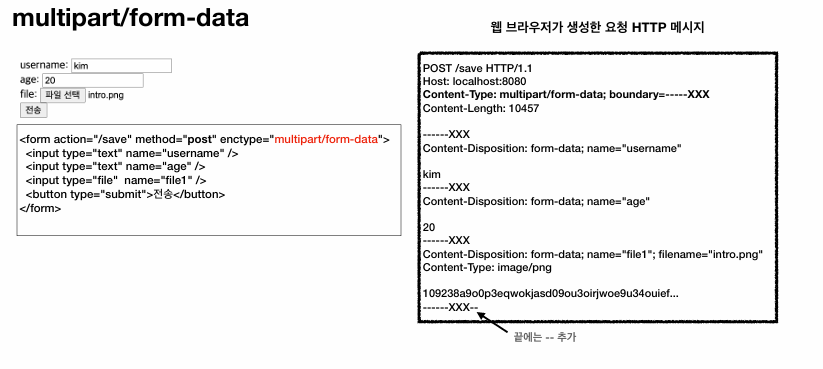 multipart/form-data
username: kim
age: 20
file: 파일 선택 intro.png
전송
<form action="/save" method="post" enctype="multipart/form-data">
<input type="text" name="username" />
<input type="text" name="age" />
<input type="file" name="file1" />
<button type="submit">전송</button>
</form>
웹 브라우저가 생성한 요청 HTTP 메시지
POST /save HTTP/1.1
Host: localhost:8080
Content-Type: multipart/form-data; boundary=-----XXX
Content-Length: 10457
------XXX
Content-Disposition: form-data; name="username"
kim
------XXX
Content-Disposition: form-data; name="age"
20
------XXX
Content-Disposition: form-data; name="file1"; filename="intro.png"
Content-Type: image/png
109238a9o0p3eqwokjasd09ou3oirjwoe9u34ouief...
------XXX--
끝에는 -- 추가